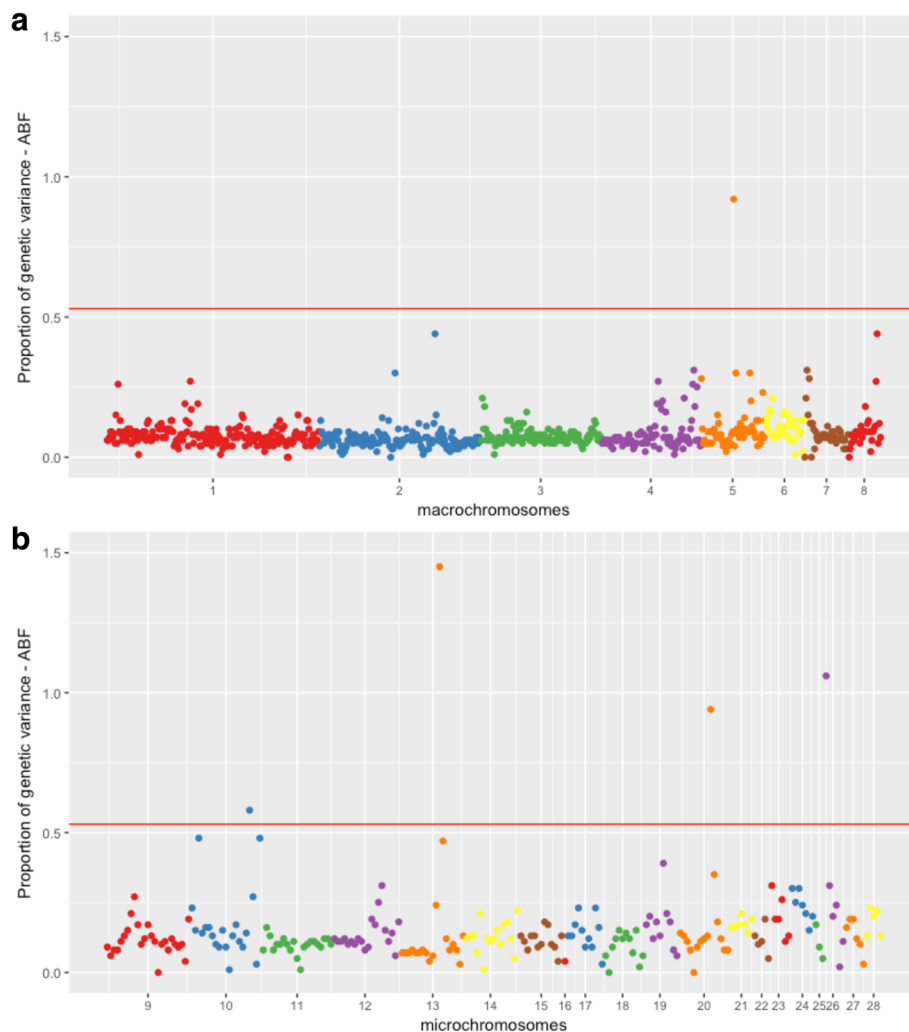 a
Proportion of genetic variance - ABF
1.5
1.0
0.5
0.0
1 2 3 4 5 6 7 8
macrochromosomes
b
Proportion of genetic variance - ABF
1.5
1.0
0.5
0.0
9 10 11 12 13 14 15 16 17 18 19 20 21 22 23 24 25 26 27 28
microchromosomes